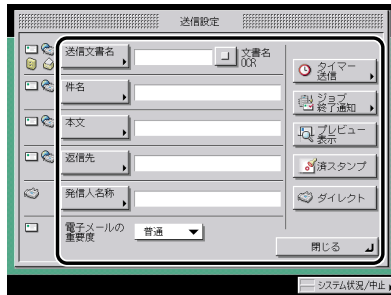 送信設定
送信文書名
文書名
OCR
タイマー
送信
件名
ジョブ
終了通知
本文
プレビュー
表示
返信先
済スタンプ
発信人名称
ダイレクト
電子メールの
重要度
普通
閉じる
システム状況/中止